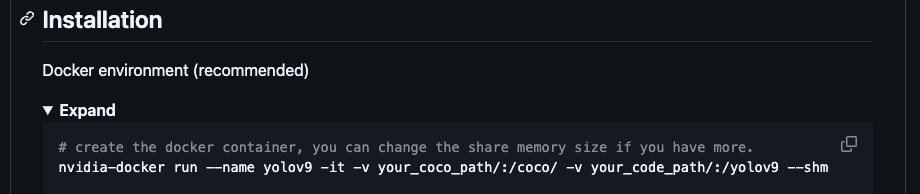 Installation
Docker environment (recommended)
Expand
# create the docker container, you can change the share memory size if you have more.
nvidia-docker run --name yolov9 -it -v your_coco_path/:/coco/ -v your_code_path/:/yolov9 --shm